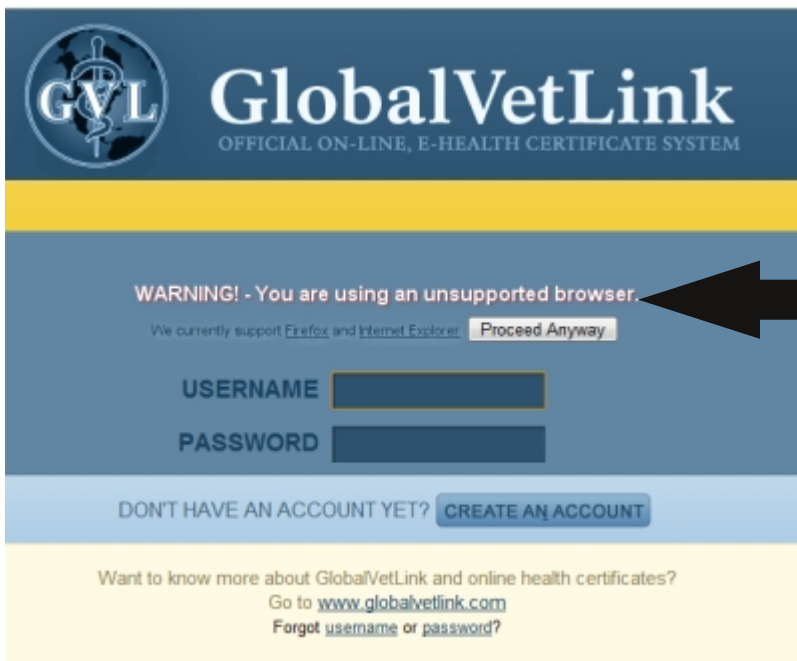 GVL
GlobalVetLink
OFFICIAL ON-LINE, E-HEALTH CERTIFICATE SYSTEM
WARNING! - You are using an unsupported browser.
We currently support Firefox and Internet Explorer. Proceed Anyway
USERNAME
PASSWORD
DON'T HAVE AN ACCOUNT YET? CREATE AN ACCOUNT
Want to know more about GlobalVetLink and online health certificates?
Go to www.globalvetlink.com
Forgot username or password?